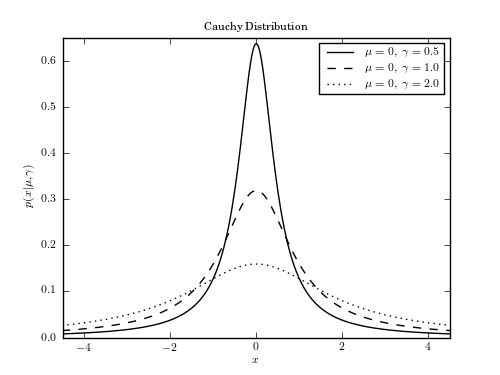 Cauchy Distribution
μ = 0, γ = 0.5
μ = 0, γ = 1.0
μ = 0, γ = 2.0
p(x|μ, γ)
0.6
0.5
0.4
0.3
0.2
0.1
0.0
−4 −2 0 2 4
x